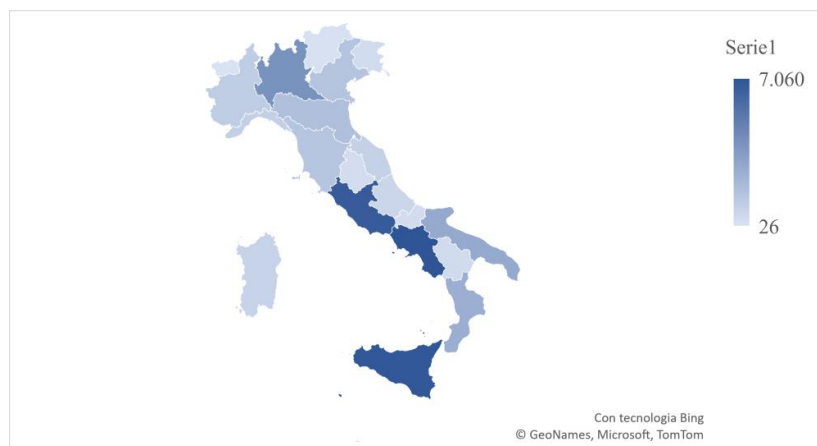 Serie1
7.060
26
Con tecnologia Bing
© GeoNames, Microsoft, TomTom